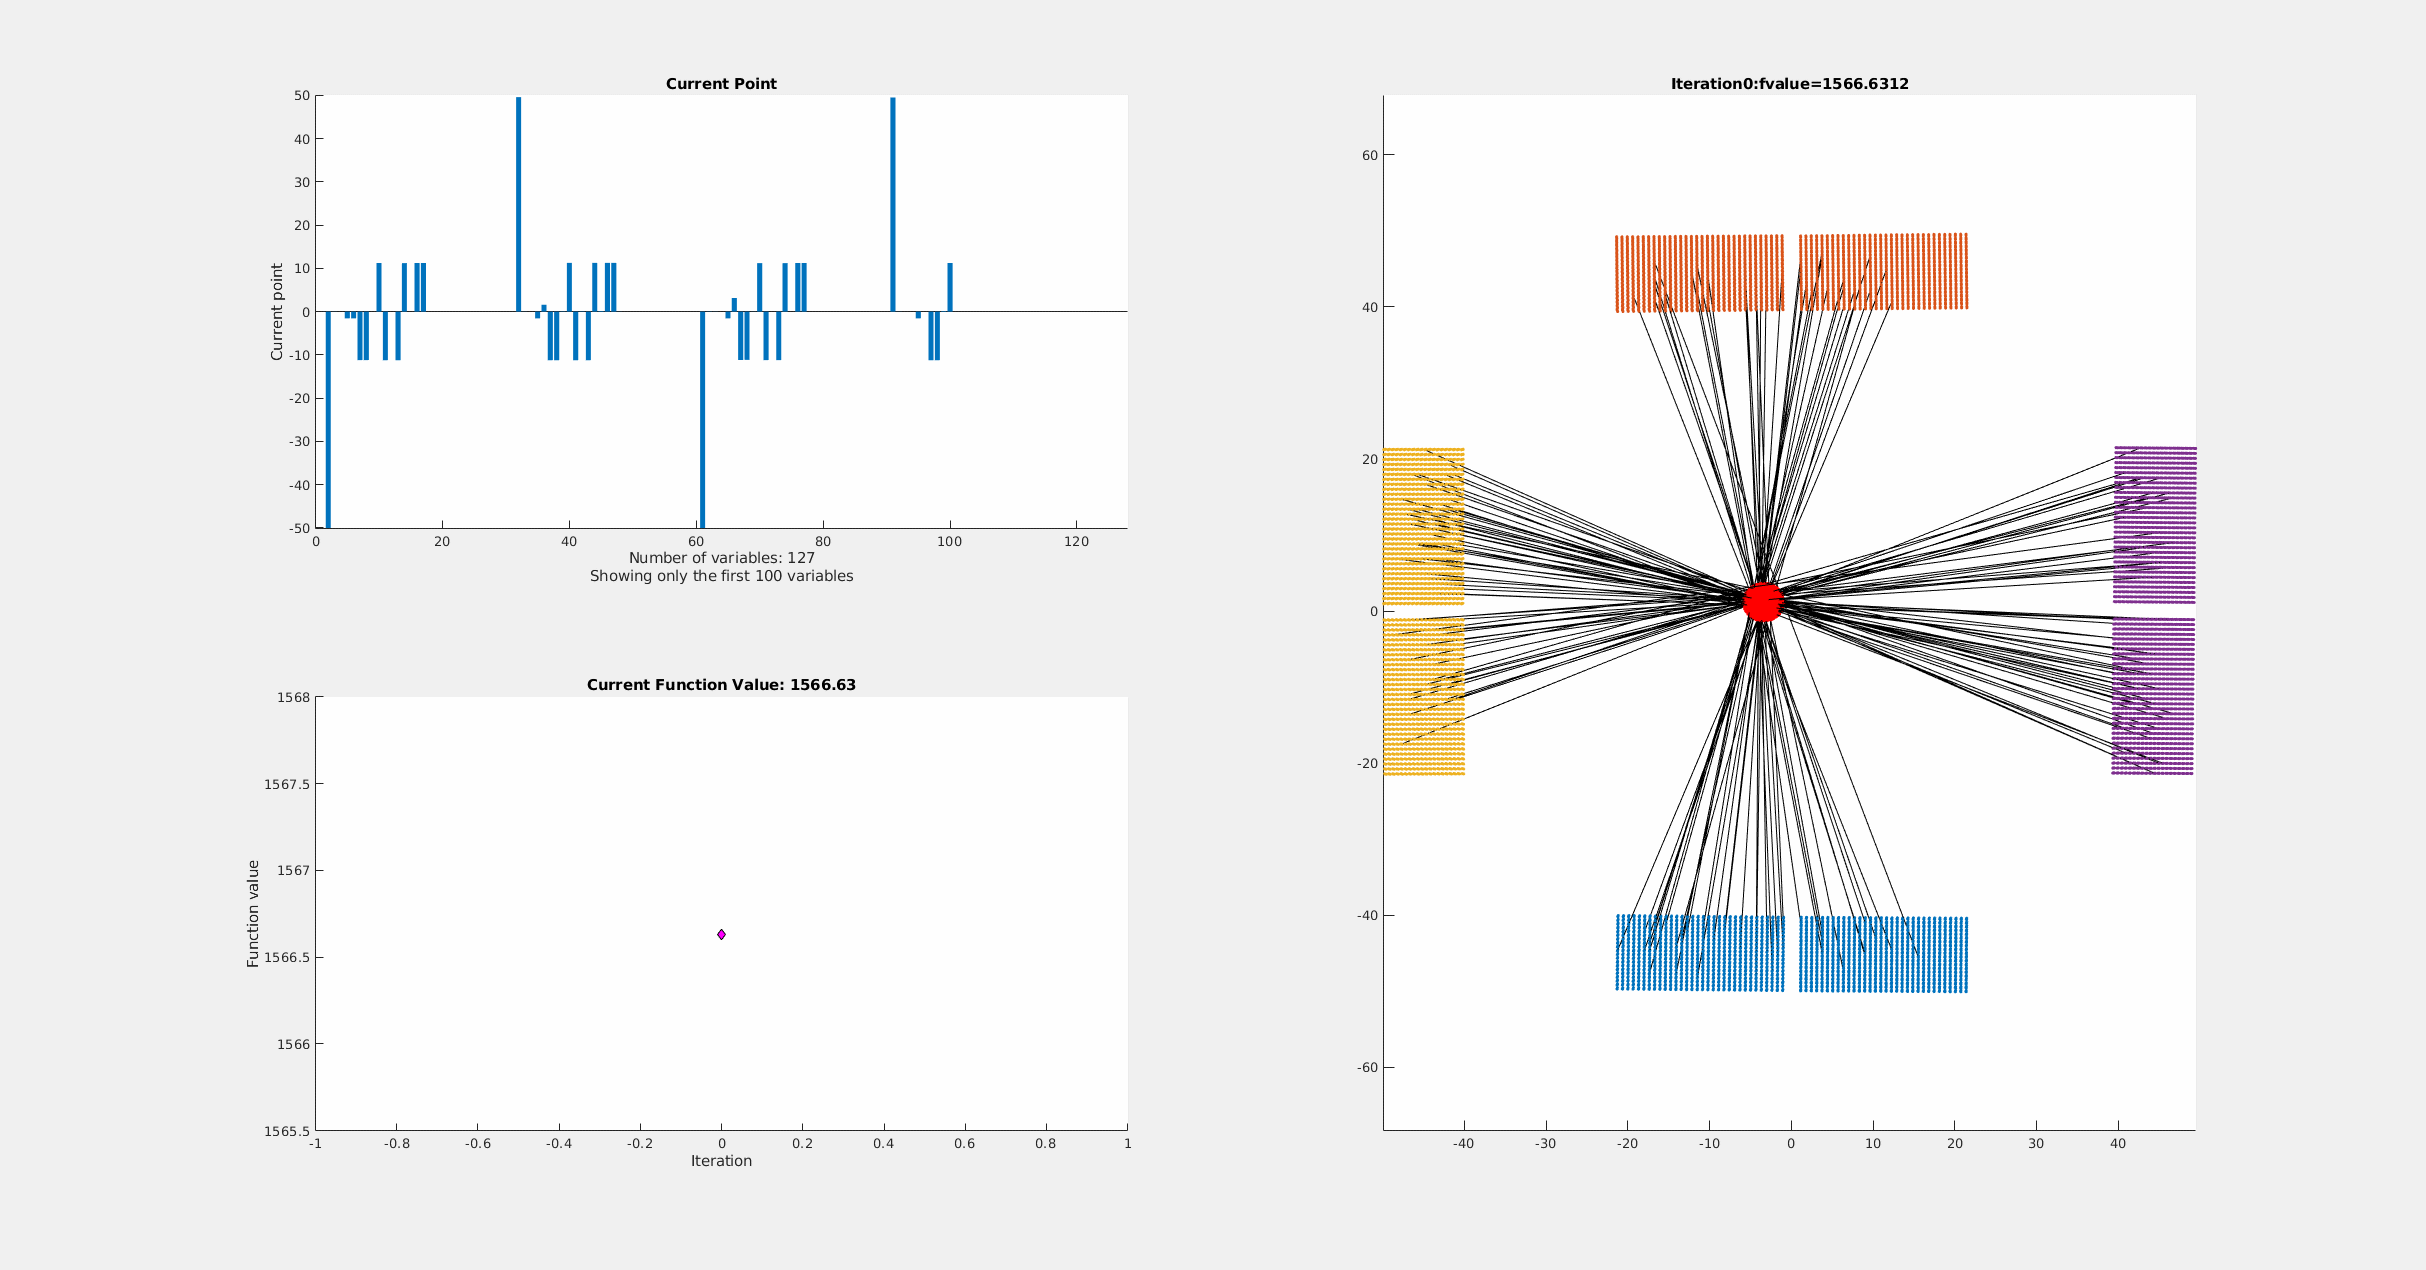 Current Point
50
40
30
20
10
0
-10
-20
-30
-40
-50
Current point
0 20 40 60 80 100 120
Number of variables: 127
Showing only the first 100 variables
Current Function Value: 1566.63
1568
1567.5
1567
1566.5
1566
1565.5
Function value
-1 -0.8 -0.6 -0.4 -0.2 0 0.2 0.4 0.6 0.8 1
Iteration
Iteration0:fvalue=1566.6312
60
40
20
0
-20
-40
-60
-40 -30 -20 -10 0 10 20 30 40